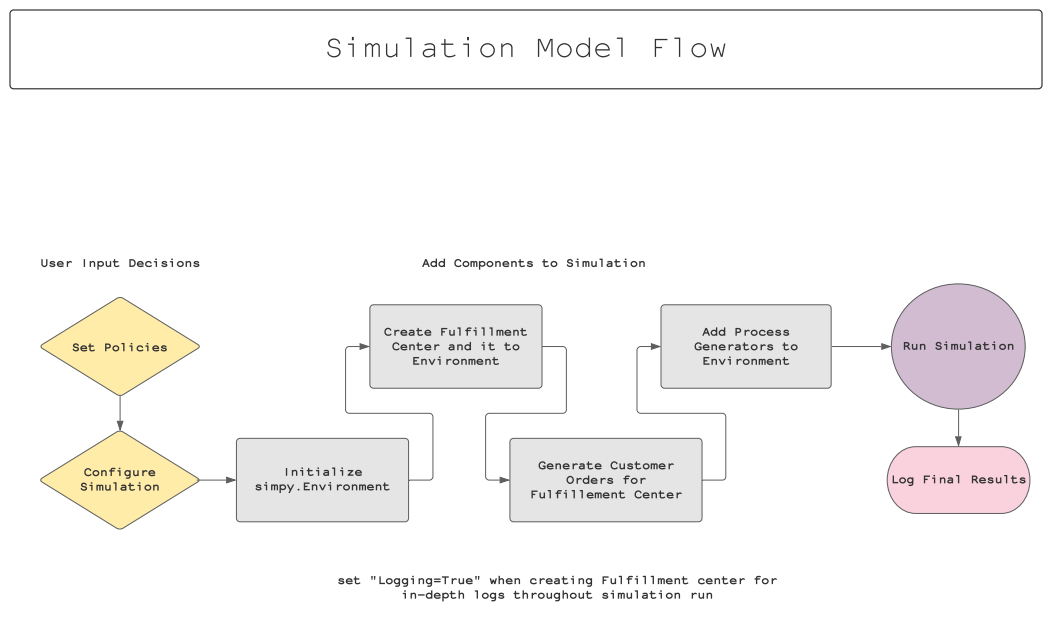 Simulation Model Flow
User Input Decisions
Add Components to Simulation
Set Policies
Configure
Simulation
Initialize
simpy.Environment
Create Fulfillment
Center and it to
Environment
Generate Customer
Orders for
Fulfillement Center
Add Process
Generators to
Environment
Run Simulation
Log Final Results
set "Logging=True" when creating Fulfillment center for
in-depth logs throughout simulation run